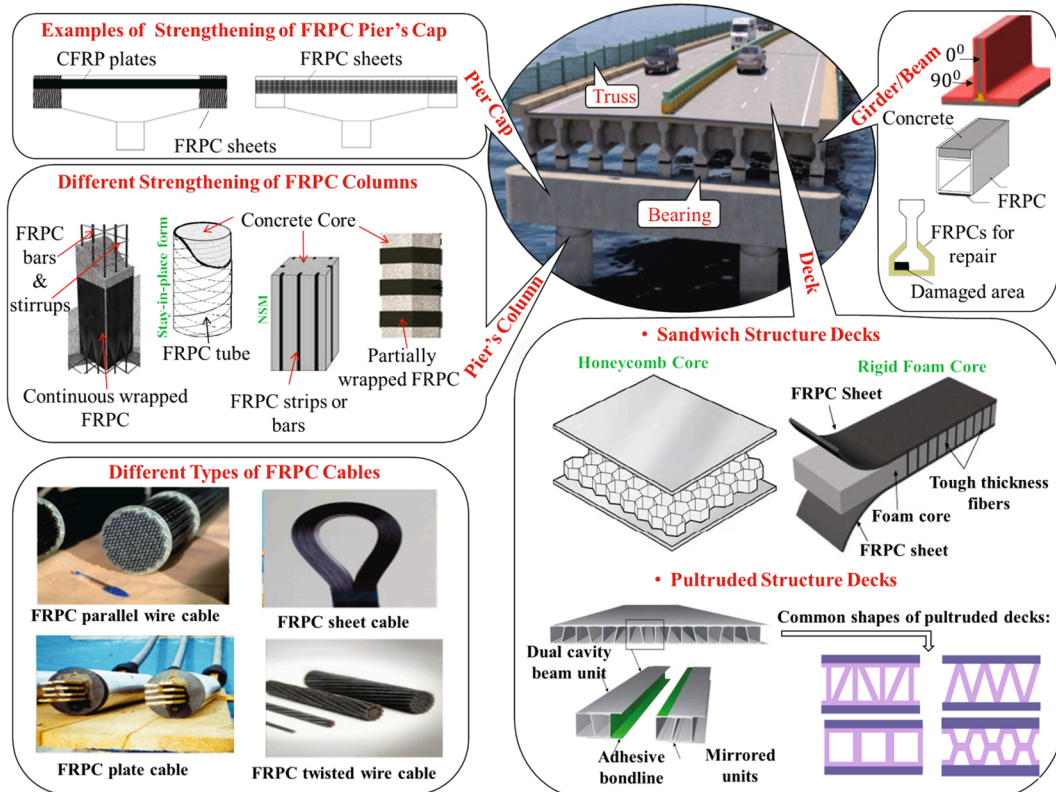 Examples of Strengthening of FRPC Pier's Cap
CFRP plates
FRPC sheets
FRPC sheets
Pier Cap
Truss
Bearing
Girder/Beam
0⁰
90⁰
Concrete
FRPC
FRPCs for
repair
Damaged area
Different Strengthening of FRPC Columns
FRPC
bars
&
stirrups
Continuous wrapped
FRPC
Stay-in-place form
FRPC tube
Concrete Core
NSM
FRPC strips or
bars
Partially
wrapped FRPC
Pier's Column
Deck
• Sandwich Structure Decks
Honeycomb Core
Rigid Foam Core
FRPC Sheet
Tough thickness
fibers
Foam core
FRPC sheet
• Pultruded Structure Decks
Dual cavity
beam unit
Adhesive
bondline
Mirrored
units
Common shapes of pultruded decks:
Different Types of FRPC Cables
FRPC parallel wire cable
FRPC sheet cable
FRPC plate cable
FRPC twisted wire cable